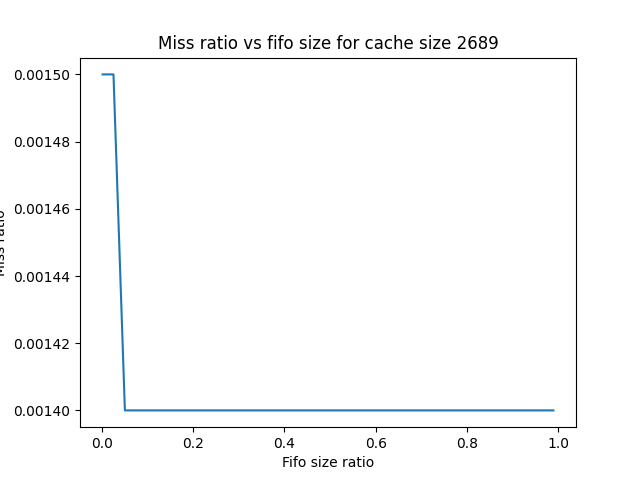 Miss ratio vs fifo size for cache size 2689
0.00150
0.00148
0.00146
0.00144
0.00142
0.00140
Miss ratio
0.0 0.2 0.4 0.6 0.8 1.0
Fifo size ratio